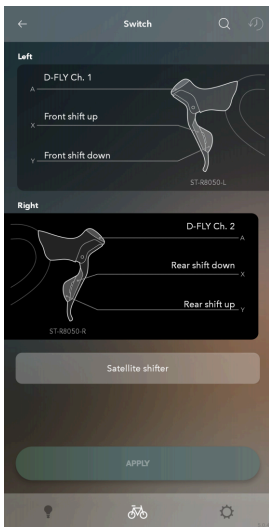 Switch
Left
D-FLY Ch. 1
A
Front shift up
X
Front shift down
Y
ST-R8050-L
Right
D-FLY Ch. 2
A
Rear shift down
X
Rear shift up
Y
ST-R8050-R
Satellite shifter
APPLY